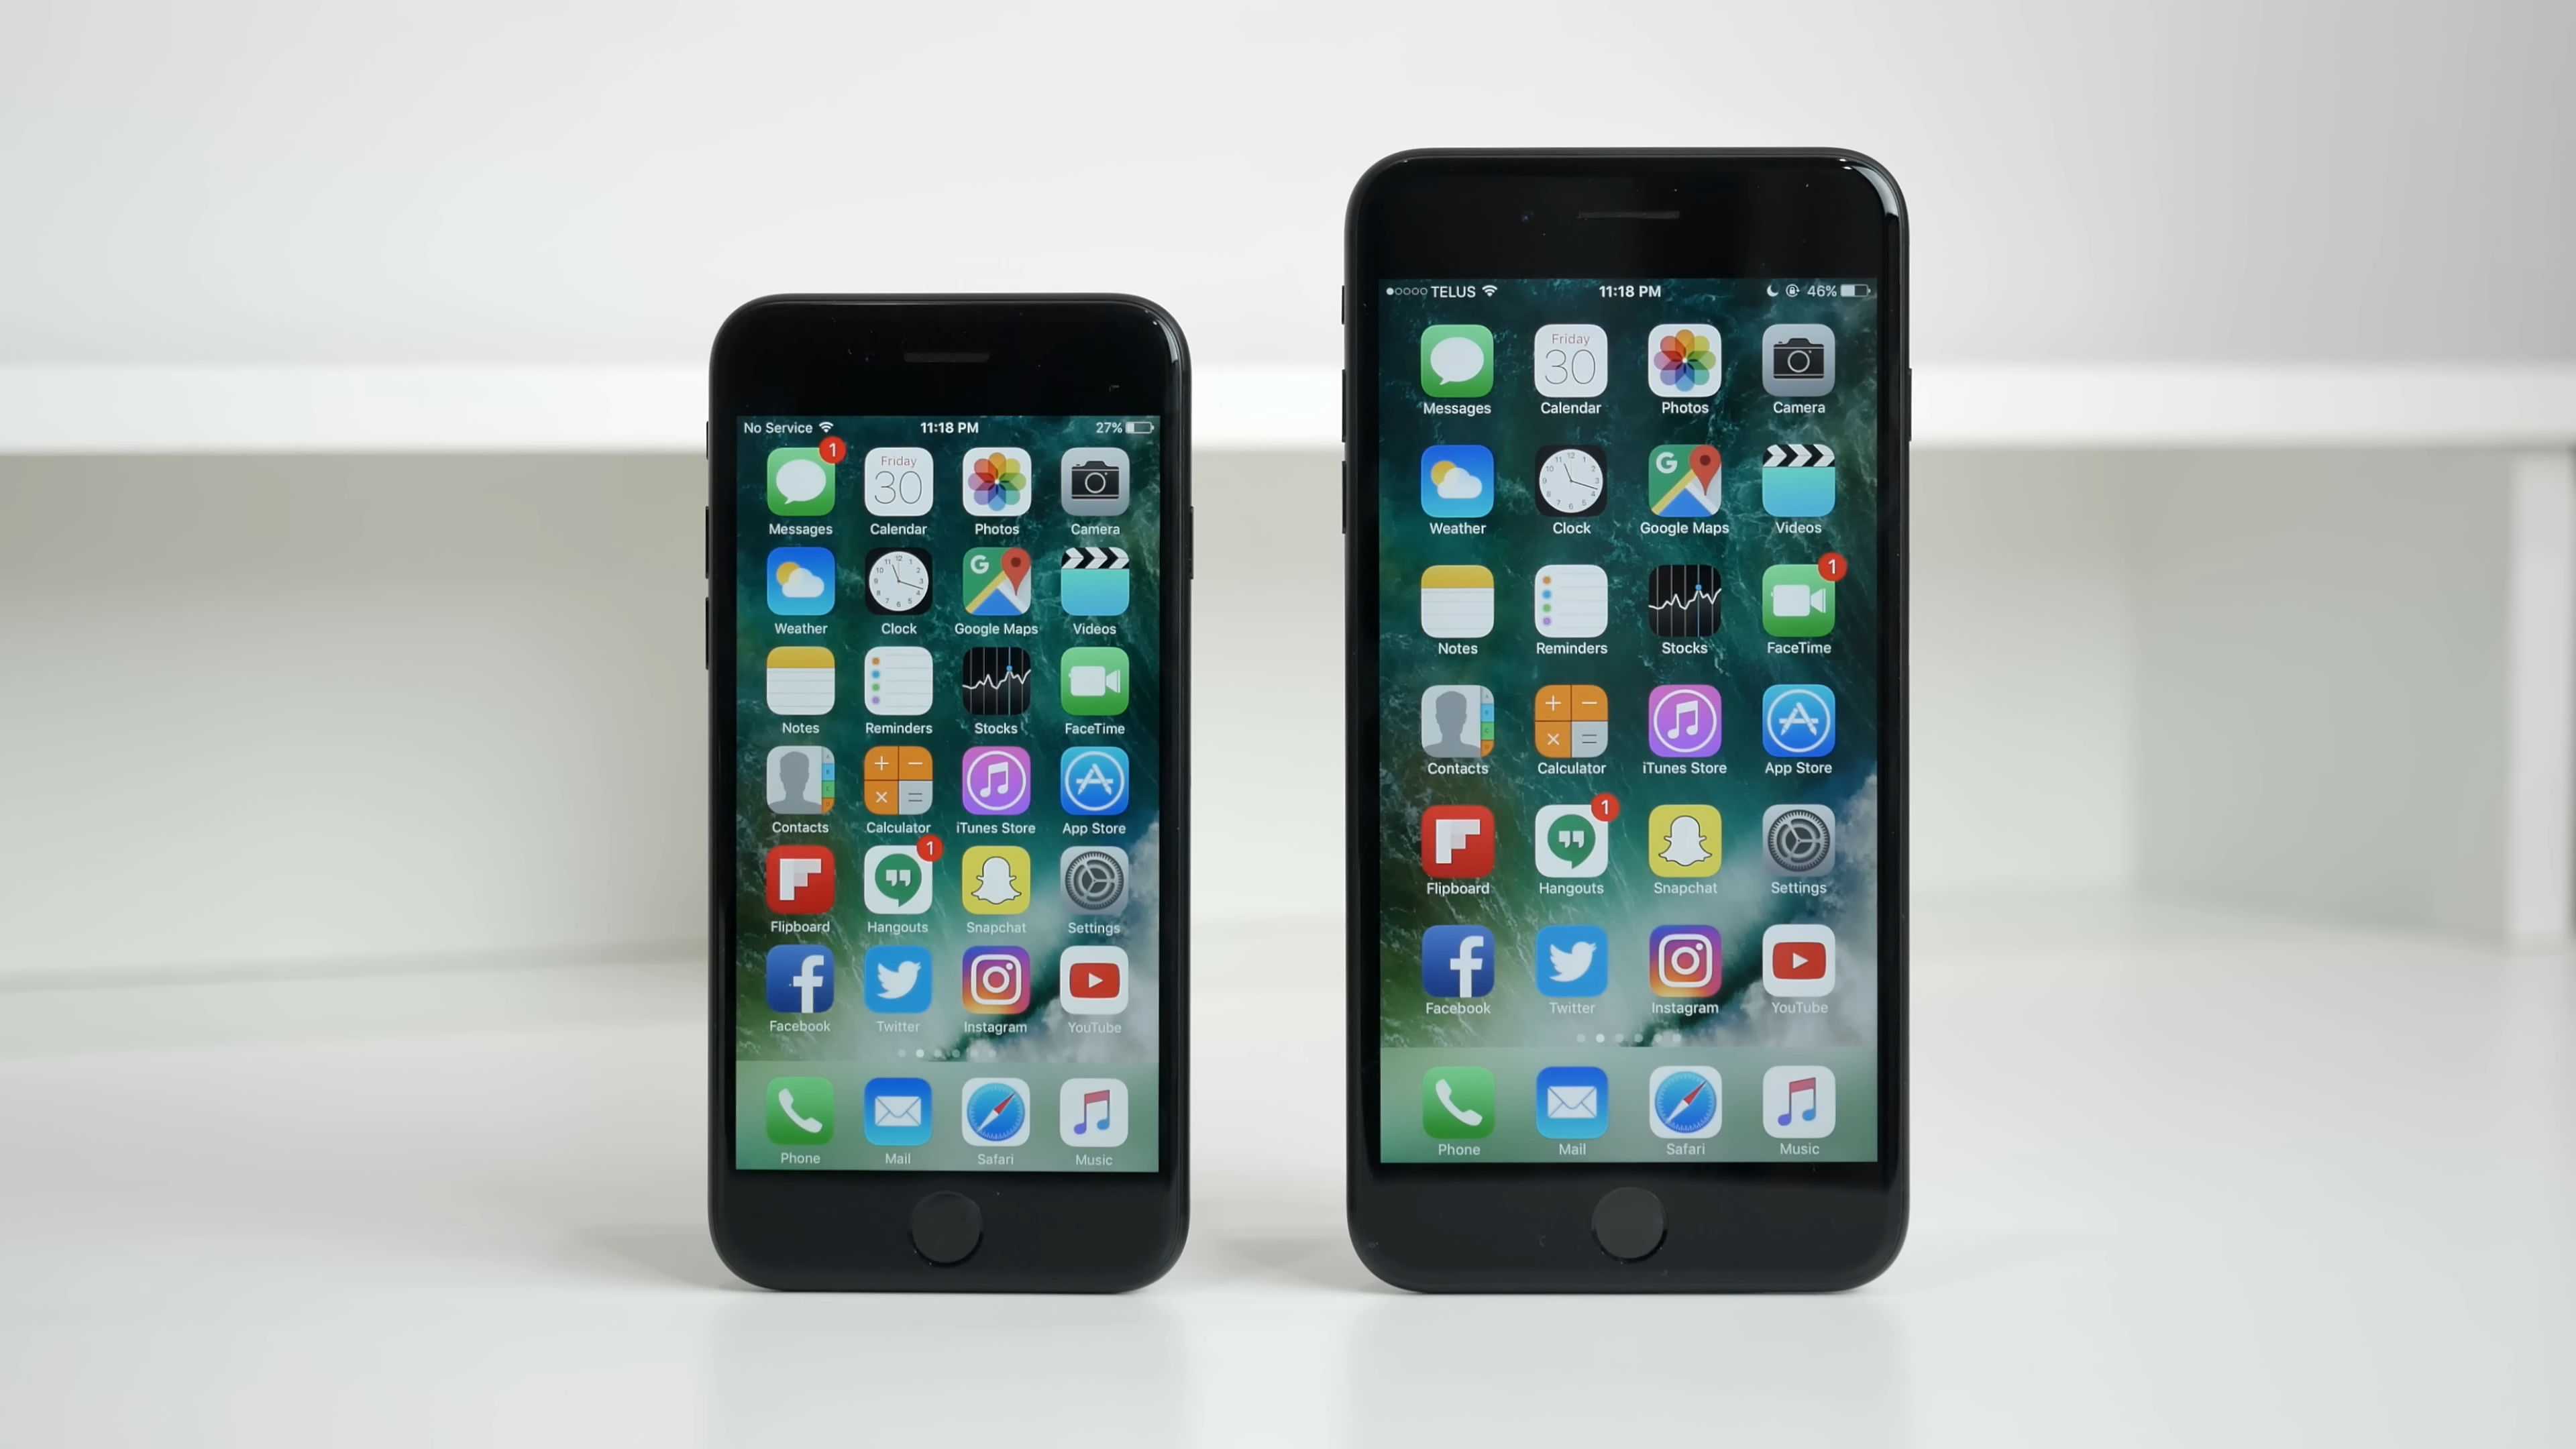 No Service 11:18 PM 27%
1
Friday
30
Messages Calendar Photos Camera
G
Weather Clock Google Maps Videos
Notes Reminders Stocks FaceTime
Contacts Calculator iTunes Store App Store
1
Flipboard Hangouts Snapchat Settings
Facebook Twitter Instagram YouTube
Phone Mail Safari Music
TELUS 11:18 PM 46%
Friday
30
Messages Calendar Photos Camera
G
Weather Clock Google Maps Videos
1
Notes Reminders Stocks FaceTime
Contacts Calculator iTunes Store App Store
1
Flipboard Hangouts Snapchat Settings
Facebook Twitter Instagram YouTube
Phone Mail Safari Music